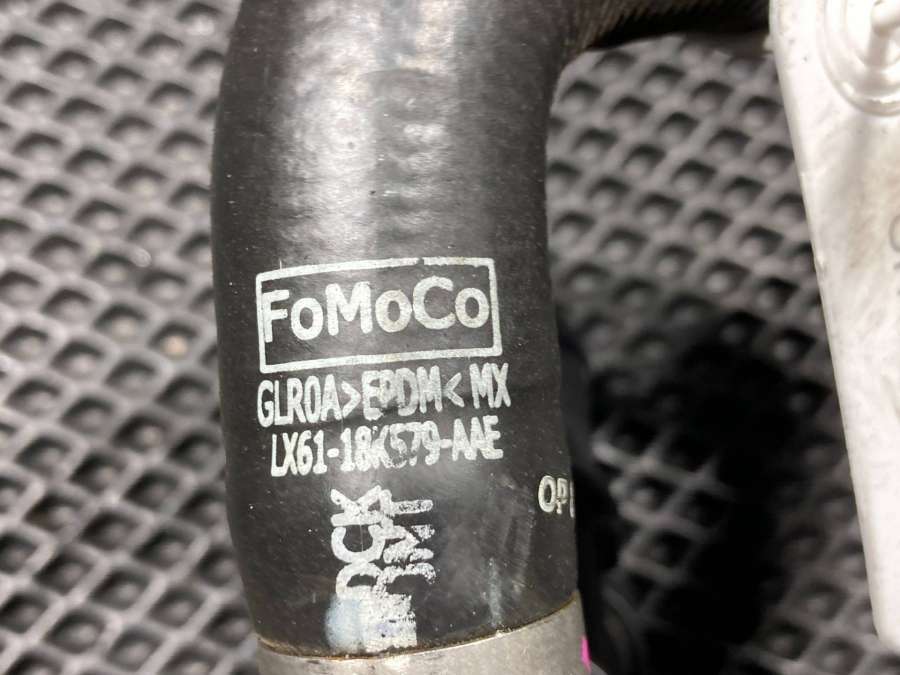 FoMoCo
GLR0A>EPDM< MX
LX61-18K579-AAE